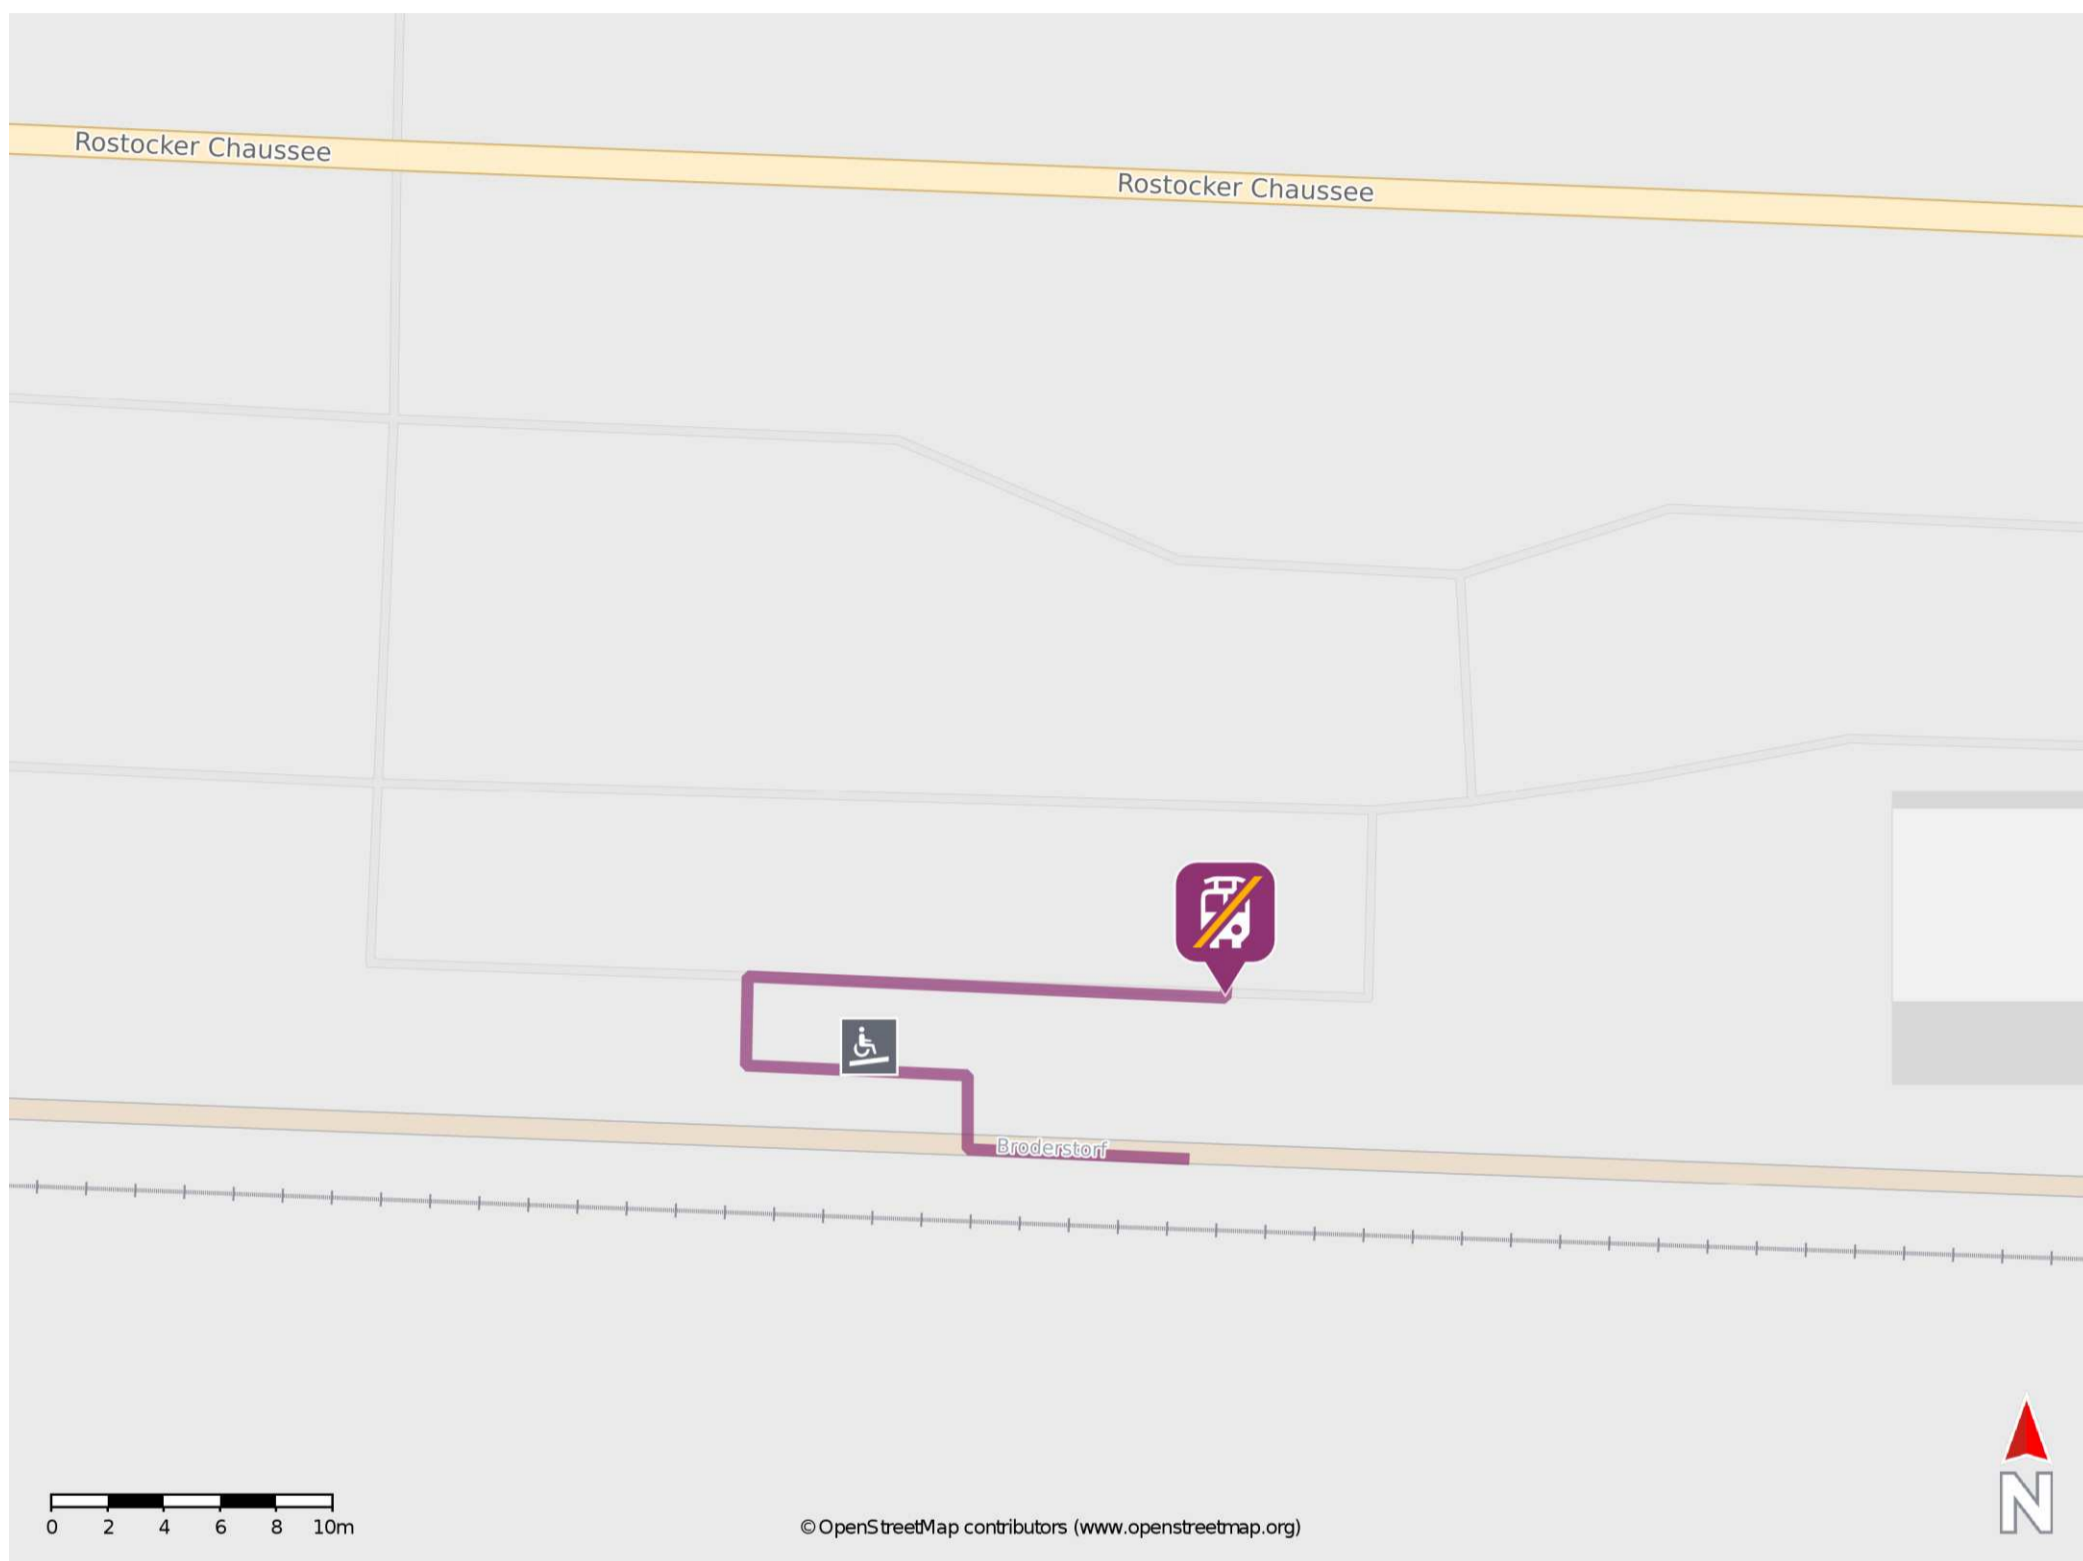 Rostocker Chaussee
Rostocker Chaussee
Broderstorf
N
0 2 4 6 8 10m
© OpenStreetMap contributors (www.openstreetmap.org)